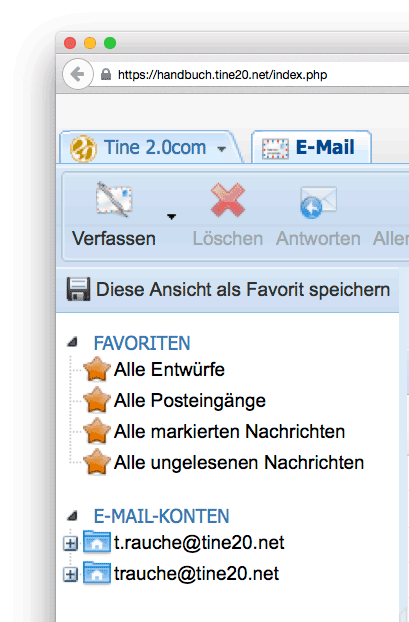 https://handbuch.tine20.net/index.php
Tine 2.0com
E-Mail
Verfassen
Löschen
Antworten
Aller
Diese Ansicht als Favorit speichern
FAVORITEN
Alle Entwürfe
Alle Posteingänge
Alle markierten Nachrichten
Alle ungelesenen Nachrichten
E-MAIL-KONTEN
t.rauche@tine20.net
trauche@tine20.net